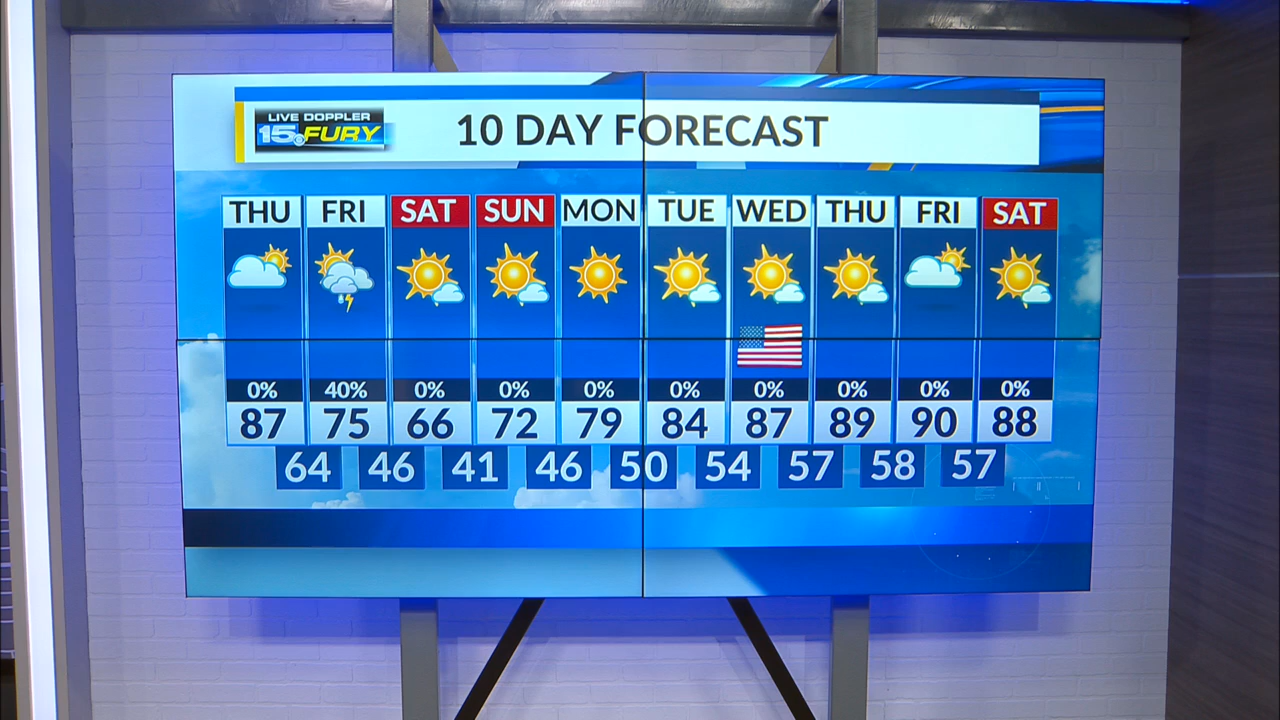 LIVE DOPPLER
15 FURY
10 DAY FORECAST
THU FRI SAT SUN MON TUE WED THU FRI SAT
0% 40% 0% 0% 0% 0% 0% 0% 0% 0%
87 75 66 72 79 84 87 89 90 88
64 46 41 46 50 54 57 58 57